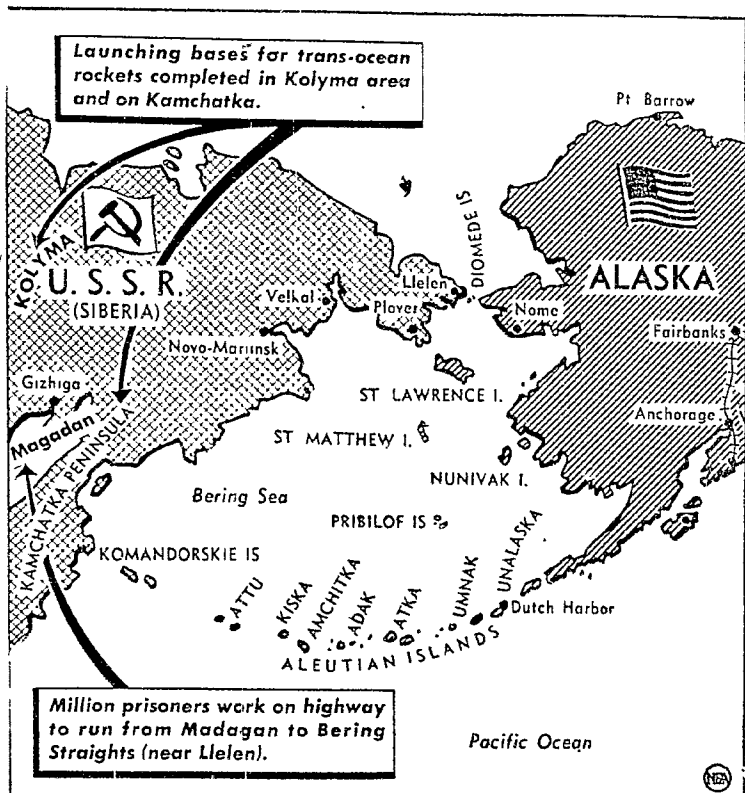 Launching bases for trans-ocean
rockets completed in Kolyma area
and on Kamchatka.
Pt Barrow
DIOMEDE IS
KOLYMA
U. S. S. R.
(SIBERIA)
ALASKA
Llelen
Velkal
Plover
Nome
Novo-Mariinsk
Fairbanks
Gizhiga
ST LAWRENCE I.
Anchorage
Magadan
ST MATTHEW I.
KAMCHATKA PENINSULA
NUNIVAK I.
Bering Sea
PRIBILOF IS
KOMANDORSKIE IS
ATTU
KISKA
AMCHITKA
ADAK
ATKA
UMNAK
UNALASKA
Dutch Harbor
ALEUTIAN ISLANDS
Million prisoners work on highway
to run from Madagan to Bering
Straights (near Llelen).
Pacific Ocean
NEA